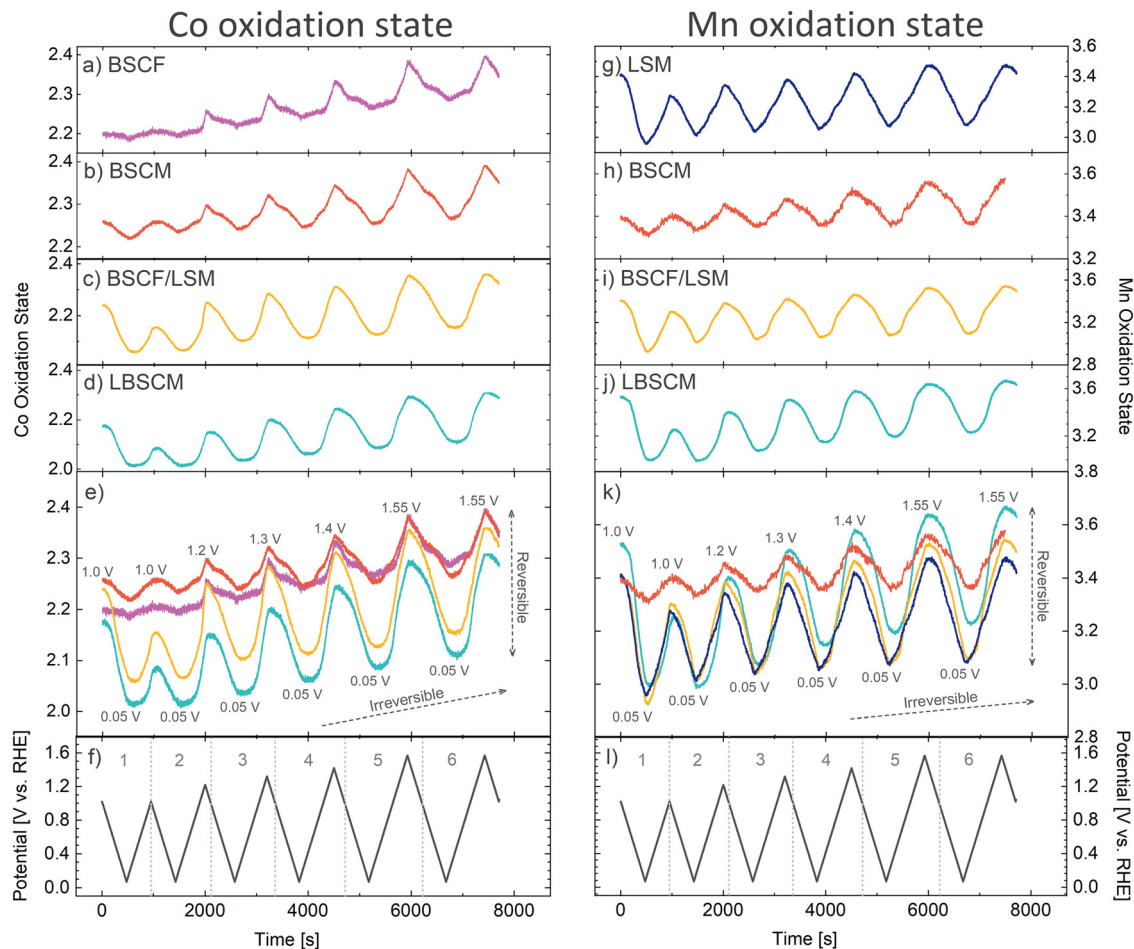 Co oxidation state
Mn oxidation state
a) BSCF
2.4
2.3
2.2
b) BSCM
2.4
2.3
2.2
c) BSCF/LSM
2.4
2.2
d) LBSCM
2.4
2.2
2.0
Co Oxidation State
e)
2.4
2.3
2.2
2.1
2.0
1.0 V
1.0 V
1.2 V
1.3 V
1.4 V
1.55 V
1.55 V
0.05 V
0.05 V
0.05 V
0.05 V
0.05 V
0.05 V
Reversible
Irreversible
f)
1 2 3 4 5 6
1.6
1.2
0.8
0.4
0.0
Potential [V vs. RHE]
0 2000 4000 6000 8000
Time [s]
g) LSM
3.6
3.4
3.2
3.0
h) BSCM
3.6
3.4
3.2
i) BSCF/LSM
3.6
3.2
2.8
j) LBSCM
3.6
3.2
3.8
Mn Oxidation State
k)
3.6
3.4
3.2
3.0
2.8
1.0 V
1.0 V
1.2 V
1.3 V
1.4 V
1.55 V
1.55 V
0.05 V
0.05 V
0.05 V
0.05 V
0.05 V
0.05 V
Reversible
Irreversible
l)
1 2 3 4 5 6
1.6
1.2
0.8
0.4
0.0
Potential [V vs. RHE]
0 2000 4000 6000 8000
Time [s]